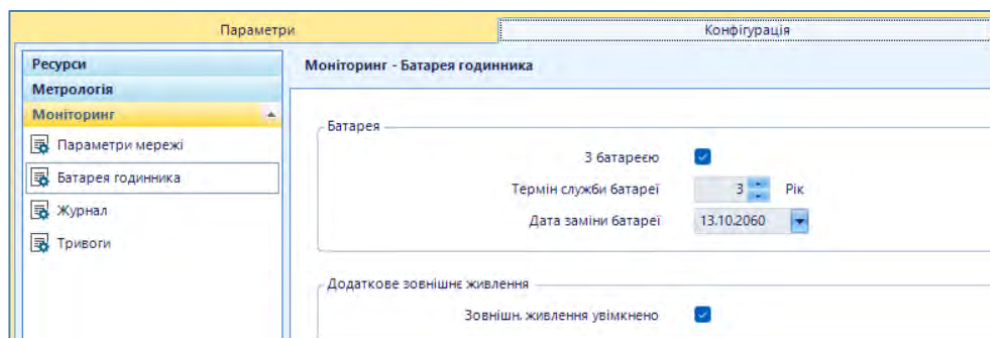 Параметри
Конфігурація
Ресурси
Метрологія
Моніторинг
Параметри мережі
Батарея годинника
Журнал
Тривоги
Моніторинг - Батарея годинника
Батарея
З батареєю
Термін служби батареї 3 Рік
Дата заміни батареї 13.10.2060
Додаткове зовнішнє живлення
Зовнішн. живлення увімкнено